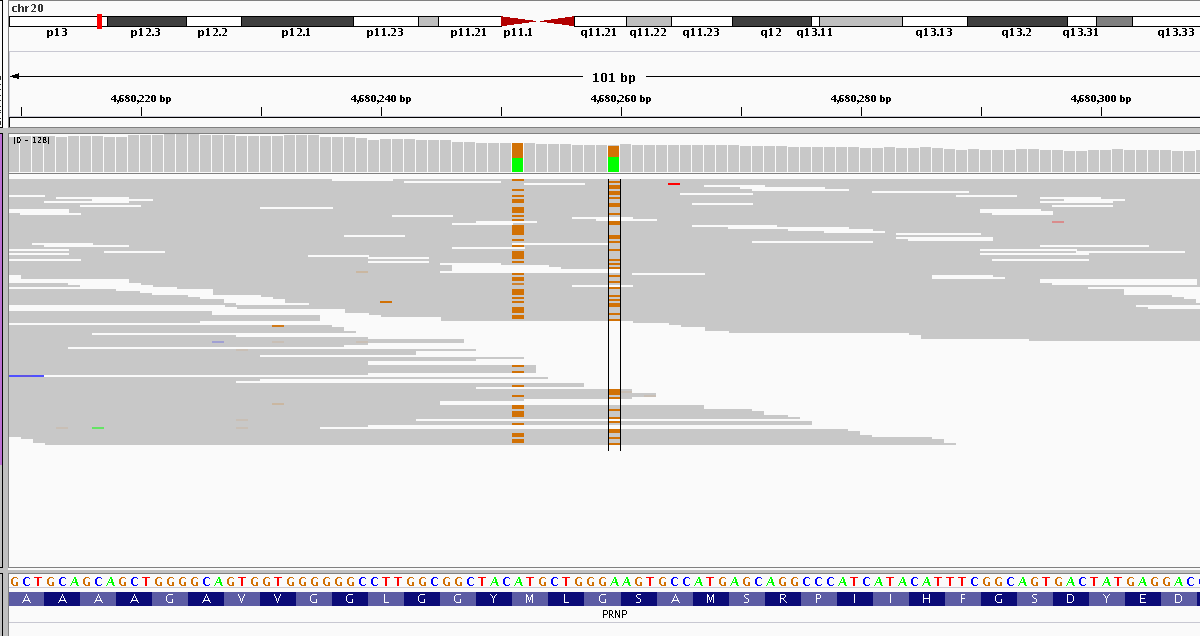 chr20
p13 p12.3 p12.2 p12.1 p11.23 p11.21 p11.1 q11.21 q11.22 q11.23 q12 q13.11 q13.13 q13.2 q13.31 q13.33
101 bp
4,680,220 bp 4,680,240 bp 4,680,260 bp 4,680,280 bp 4,680,300 bp
[0 - 128]
GCTGCAGCAGCTGGGGCAGTGGTGGGGGGCCTTGGCGGCTACATGCTGGGAAGTGCCATGAGCAGGCCCATCATACATTTCGGCAGTGACTATGAGGAC
A A A A G A V V G G L G G Y M L G S A M S R P I I H F G S D Y E D
PRNP